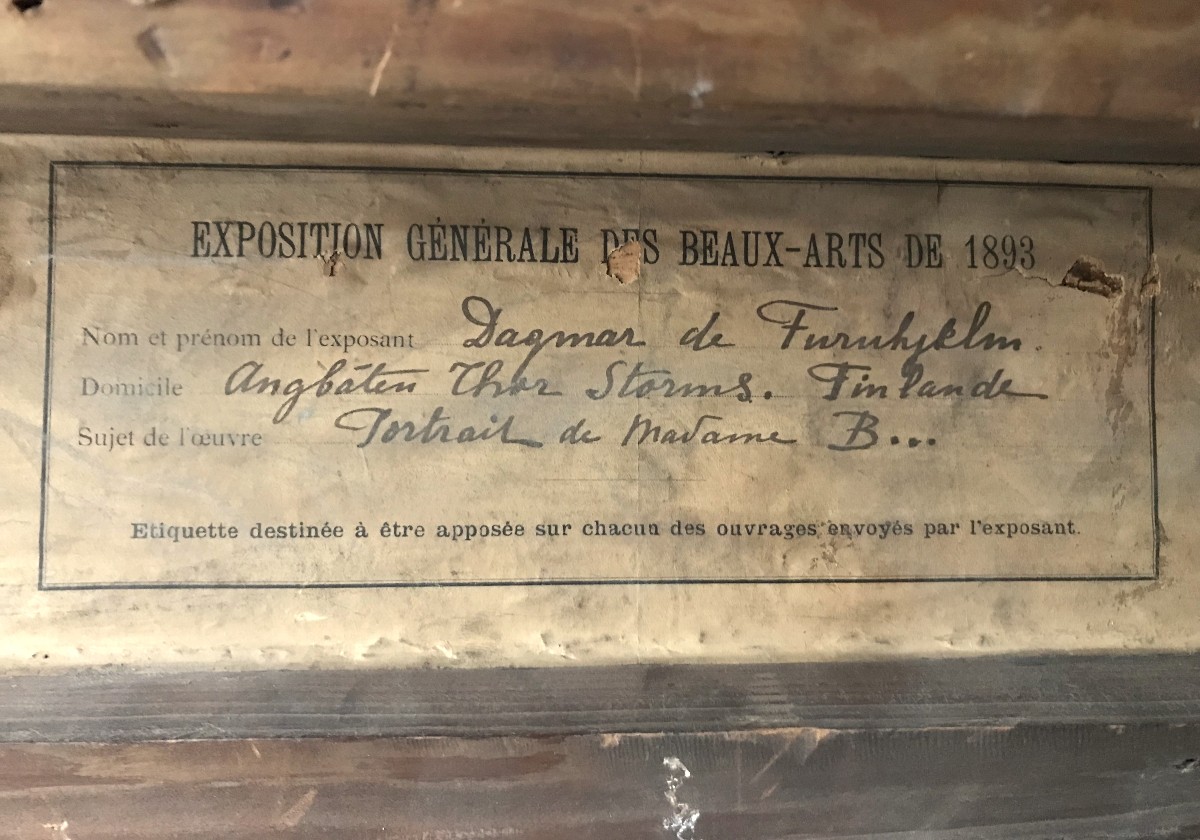 EXPOSITION GÉNÉRALE DES BEAUX-ARTS DE 1893
Nom et prénom de l'exposant Dagmar de Furuhjelm.
Domicile Angbåten Thor Storms. Finlande
Sujet de l'œuvre Portrait de Madame B...
Etiquette destinée à être apposée sur chacun des ouvrages envoyés par l'exposant.